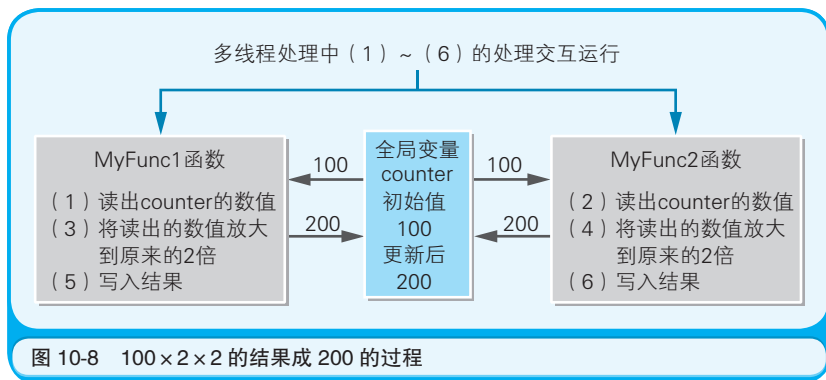 多线程处理中（1）~（6）的处理交互运行
MyFunc1函数
（1）读出counter的数值
（3）将读出的数值放大
到原来的2倍
（5）写入结果
100
200
全局变量
counter
初始值
100
更新后
200
100
200
MyFunc2函数
（2）读出counter的数值
（4）将读出的数值放大
到原来的2倍
（6）写入结果
图 10-8 100×2×2 的结果成 200 的过程